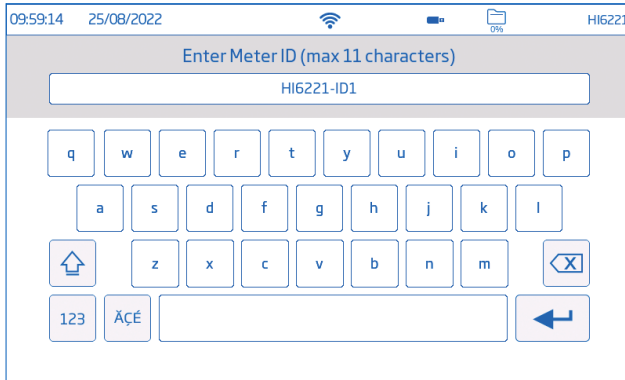 09:59:14 25/08/2022 HI6221
0%
Enter Meter ID (max 11 characters)
HI6221-ID1
q w e r t y u i o p
a s d f g h j k l
z x c v b n m X
123 ĂÇÉ